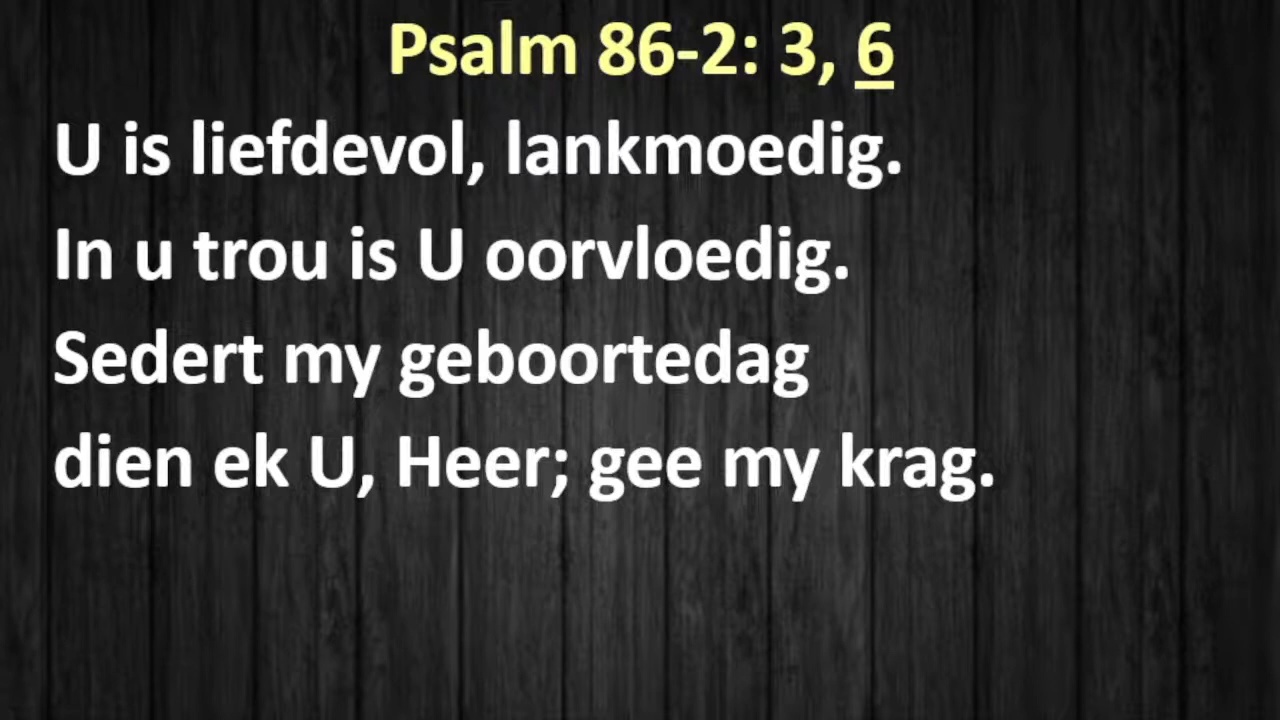 Psalm 86-2: 3, 6
U is liefdevol, lankmoedig.
In u trou is U oorvloedig.
Sedert my geboortedag
dien ek U, Heer; gee my krag.